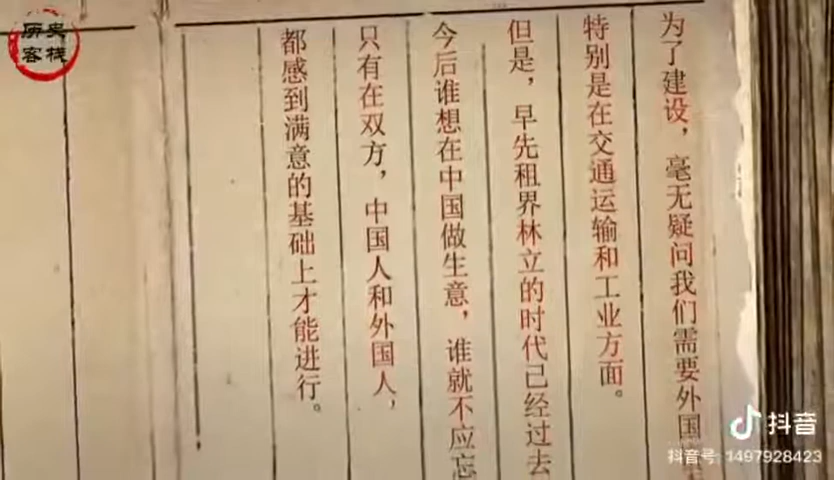 为了建设，毫无疑问我们需要外国
特别是在交通运输和工业方面。
但是，早先租界林立的时代已经过去
今后谁想在中国做生意，谁就不应忘
只有在双方，中国人和外国人，
都感到满意的基础上才能进行。
历史
客栈
抖音
抖音号: 1497928423